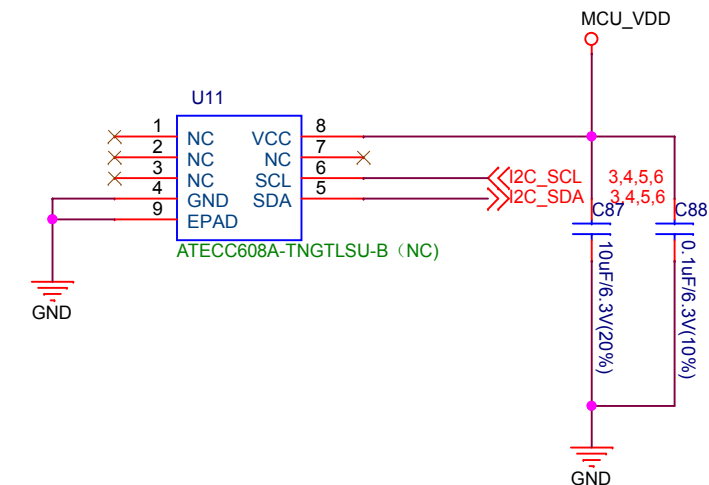 MCU_VDD
U11
1 NC VCC 8
2 NC NC 7
3 NC SCL 6 I2C_SCL 3,4,5,6
4 GND SDA 5 I2C_SDA 3,4,5,6
9 EPAD
C87 C88
ATECC608A-TNGTLSU-B（NC)
10uF/6.3V(20%)
0.1uF/6.3V(10%)
GND
GND